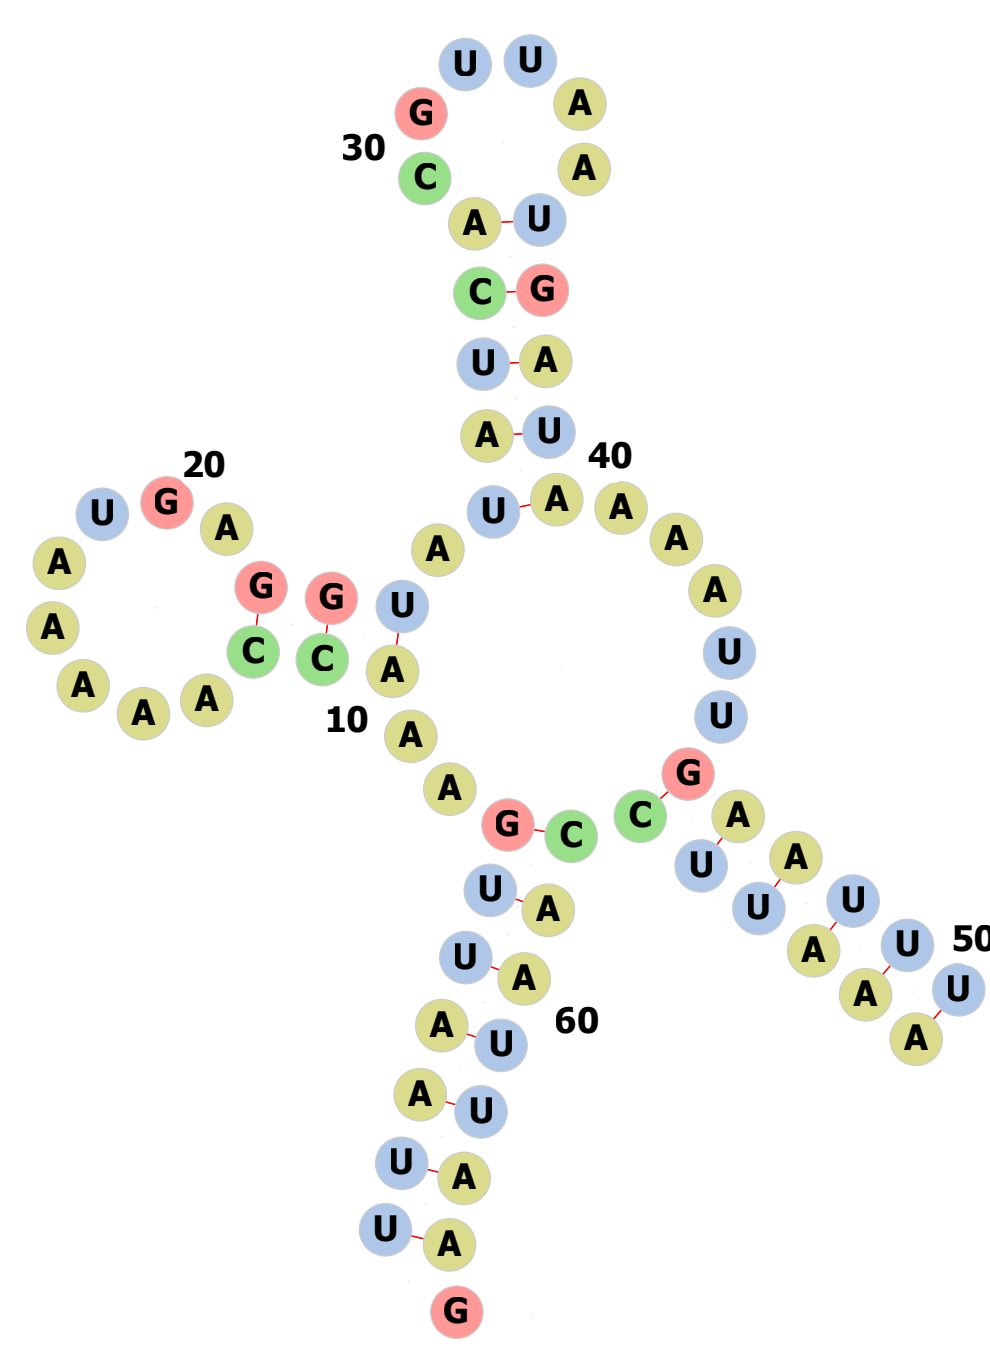 U U
G A
30
C A
A U
C G
U A
A U
40
20
U G A U A A A
A A
A G G U A
A C C A U
A A A
10 A U
A G
G C C A
U A U A
U A U U
A U
50
A U A U
60
A U A
U A
U A
G